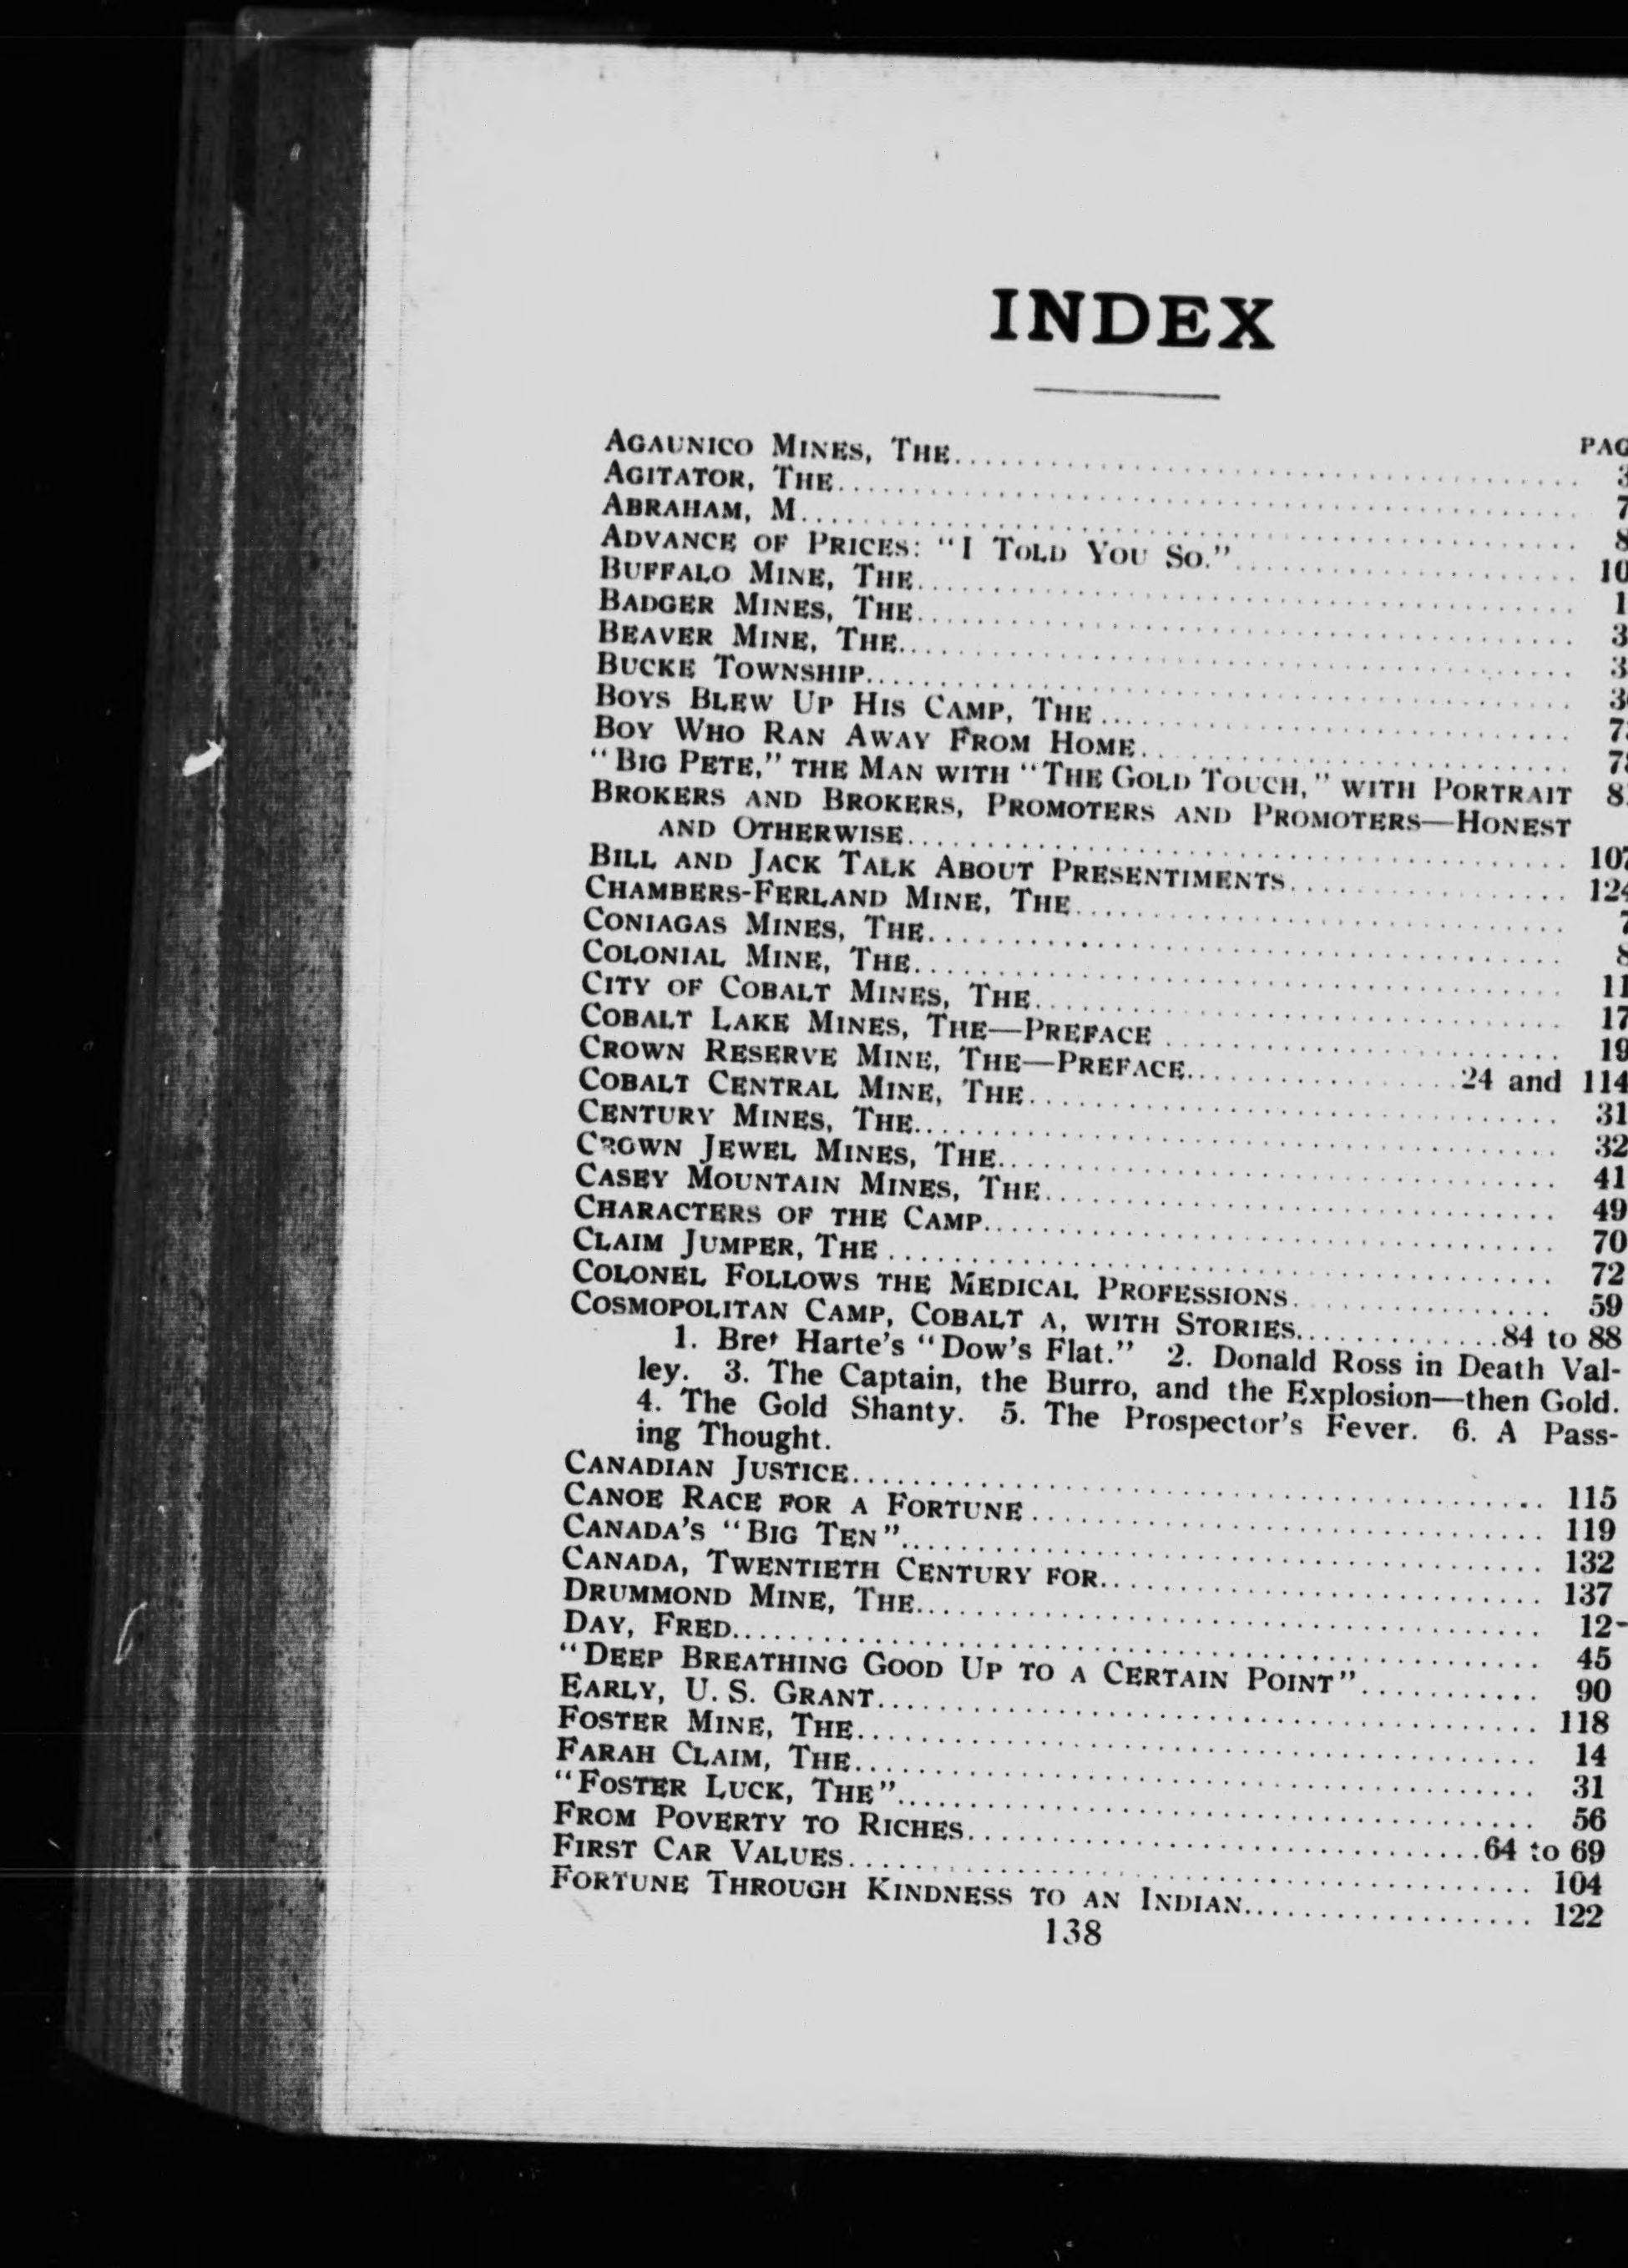 INDEX
PAG
AGAUNICO MINES, THE........ 3
AGITATOR, THE........ 7
ABRAHAM, M........ 8
ADVANCE OF PRICES: "I TOLD YOU SO."........ 10
BUFFALO MINE, THE........ 1
BADGER MINES, THE........ 3
BEAVER MINE, THE........ 3
BUCKE TOWNSHIP........ 3
BOYS BLEW UP HIS CAMP, THE........ 7
BOY WHO RAN AWAY FROM HOME........ 7
"BIG PETE," THE MAN WITH "THE GOLD TOUCH," WITH PORTRAIT 8
BROKERS AND BROKERS, PROMOTERS AND PROMOTERS—HONEST
AND OTHERWISE........ 107
BILL AND JACK TALK ABOUT PRESENTIMENTS........ 124
CHAMBERS-FERLAND MINE, THE........ 7
CONIAGAS MINES, THE........ 8
COLONIAL MINE, THE........ 11
CITY OF COBALT MINES, THE........ 17
COBALT LAKE MINES, THE—PREFACE........ 19
CROWN RESERVE MINE, THE—PREFACE........24 and 114
COBALT CENTRAL MINE, THE........ 31
CENTURY MINES, THE........ 32
CROWN JEWEL MINES, THE........ 41
CASEY MOUNTAIN MINES, THE........ 49
CHARACTERS OF THE CAMP........ 70
CLAIM JUMPER, THE........ 72
COLONEL FOLLOWS THE MEDICAL PROFESSIONS........ 59
COSMOPOLITAN CAMP, COBALT A, WITH STORIES........84 to 88
1. Bret Harte's "Dow's Flat." 2. Donald Ross in Death Val-
ley. 3. The Captain, the Burro, and the Explosion—then Gold.
4. The Gold Shanty. 5. The Prospector's Fever. 6. A Pass-
ing Thought.
CANADIAN JUSTICE........ 115
CANOE RACE FOR A FORTUNE........ 119
CANADA'S "BIG TEN"........ 132
CANADA, TWENTIETH CENTURY FOR........ 137
DRUMMOND MINE, THE........ 12-
DAY, FRED........ 45
"DEEP BREATHING GOOD UP TO A CERTAIN POINT"........ 90
EARLY, U. S. GRANT........ 118
FOSTER MINE, THE........ 14
FARAH CLAIM, THE........ 31
"FOSTER LUCK, THE"........ 56
FROM POVERTY TO RICHES........64 to 69
FIRST CAR VALUES........ 104
FORTUNE THROUGH KINDNESS TO AN INDIAN........ 122
138